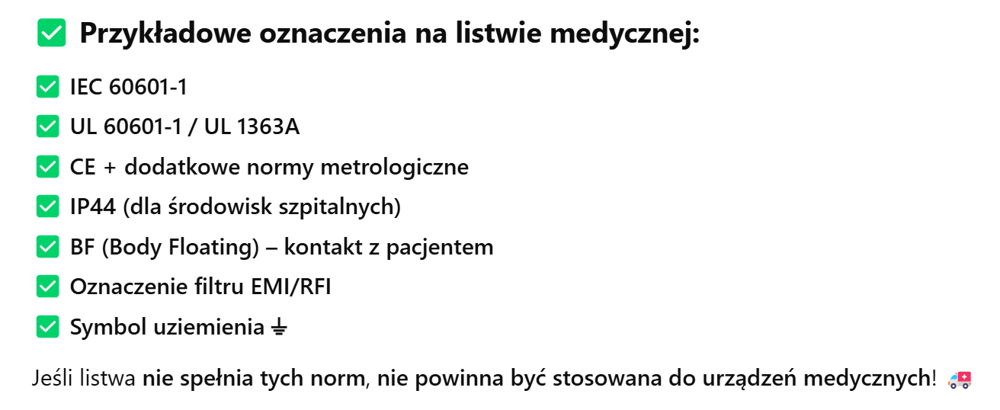 ✅ Przykładowe oznaczenia na listwie medycznej:
✅ IEC 60601-1
✅ UL 60601-1 / UL 1363A
✅ CE + dodatkowe normy metrologiczne
✅ IP44 (dla środowisk szpitalnych)
✅ BF (Body Floating) – kontakt z pacjentem
✅ Oznaczenie filtru EMI/RFI
✅ Symbol uziemienia ⏚
Jeśli listwa nie spełnia tych norm, nie powinna być stosowana do urządzeń medycznych! 🚑